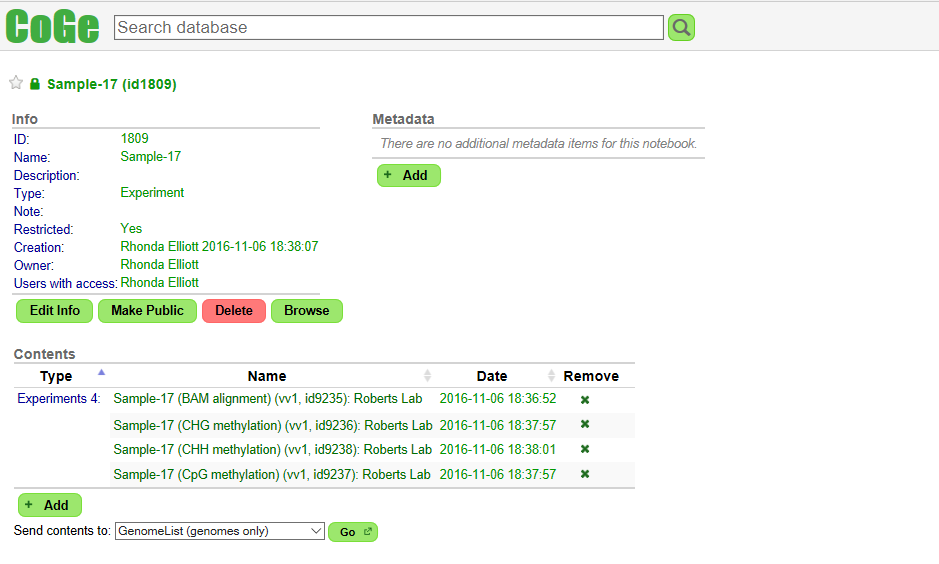 CoGe
Search database
Sample-17 (id1809)
Info
ID: 1809
Name: Sample-17
Description:
Type: Experiment
Note:
Restricted: Yes
Creation: Rhonda Elliott 2016-11-06 18:38:07
Owner: Rhonda Elliott
Users with access: Rhonda Elliott
Edit Info Make Public Delete Browse
Metadata
There are no additional metadata items for this notebook.
+ Add
Contents
Type Name Date Remove
Experiments 4: Sample-17 (BAM alignment) (vv1, id9235): Roberts Lab 2016-11-06 18:36:52
Sample-17 (CHG methylation) (vv1, id9236): Roberts Lab 2016-11-06 18:37:57
Sample-17 (CHH methylation) (vv1, id9238): Roberts Lab 2016-11-06 18:38:01
Sample-17 (CpG methylation) (vv1, id9237): Roberts Lab 2016-11-06 18:37:57
+ Add
Send contents to: GenomeList (genomes only) Go